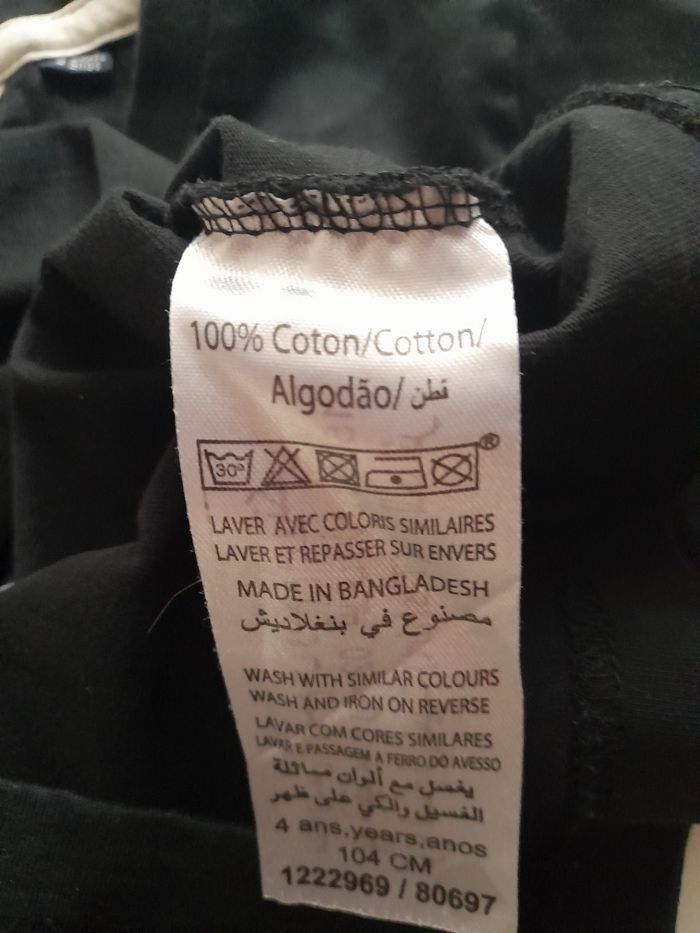 100% Coton/Cotton/
Algodão/ قطن
30°
®
LAVER AVEC COLORIS SIMILAIRES
LAVER ET REPASSER SUR ENVERS
MADE IN BANGLADESH
مصنوع في بنغلاديش
WASH WITH SIMILAR COLOURS
WASH AND IRON ON REVERSE
LAVAR COM CORES SIMILARES
LAVAR E PASSAGEM A FERRO DO AVESSO
يغسل مع ألوان مماثلة
الغسيل والكي على ظهر
4 ans,years,anos
104 CM
1222969 / 80697